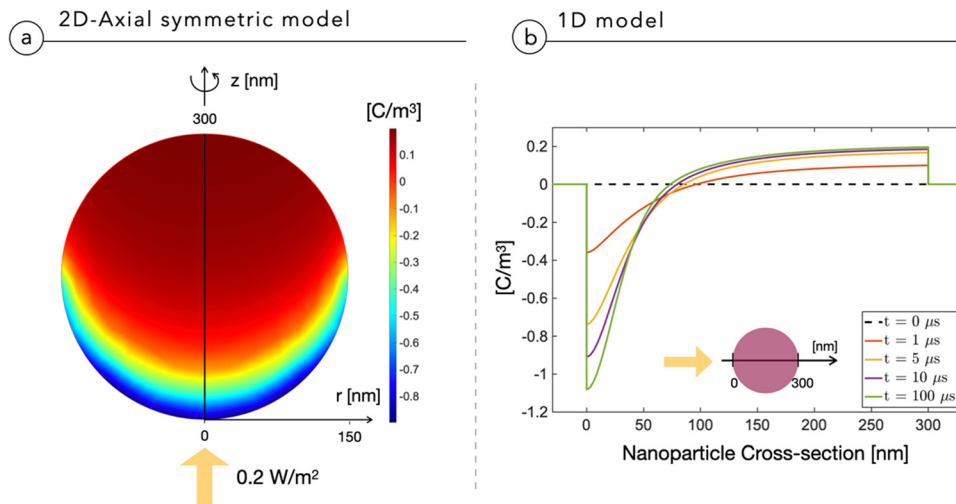 a 2D-Axial symmetric model
z [nm]
300
[C/m³]
0.1
0
-0.1
-0.2
-0.3
-0.4
-0.5
-0.6
-0.7
-0.8
r [nm]
0
150
0.2 W/m²
b 1D model
[C/m³]
0.2
0
-0.2
-0.4
-0.6
-0.8
-1
-1.2
0 50 100 150 200 250 300
Nanoparticle Cross-section [nm]
[nm]
0 300
t = 0 μs
t = 1 μs
t = 5 μs
t = 10 μs
t = 100 μs